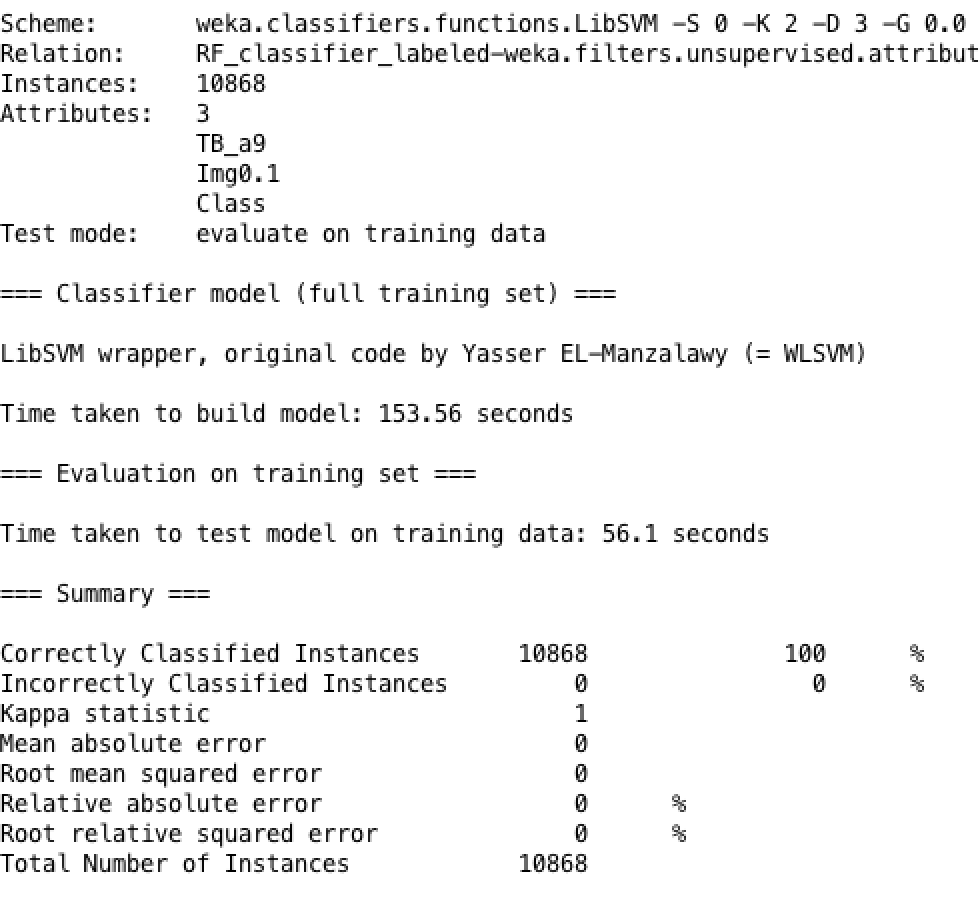 Scheme: weka.classifiers.functions.LibSVM -S 0 -K 2 -D 3 -G 0.0
Relation: RF_classifier_labeled-weka.filters.unsupervised.attribut
Instances: 10868
Attributes: 3
TB_a9
Img0.1
Class
Test mode: evaluate on training data
=== Classifier model (full training set) ===
LibSVM wrapper, original code by Yasser EL-Manzalawy (= WLSVM)
Time taken to build model: 153.56 seconds
=== Evaluation on training set ===
Time taken to test model on training data: 56.1 seconds
=== Summary ===
Correctly Classified Instances 10868 100 %
Incorrectly Classified Instances 0 0 %
Kappa statistic 1
Mean absolute error 0
Root mean squared error 0
Relative absolute error 0 %
Root relative squared error 0 %
Total Number of Instances 10868